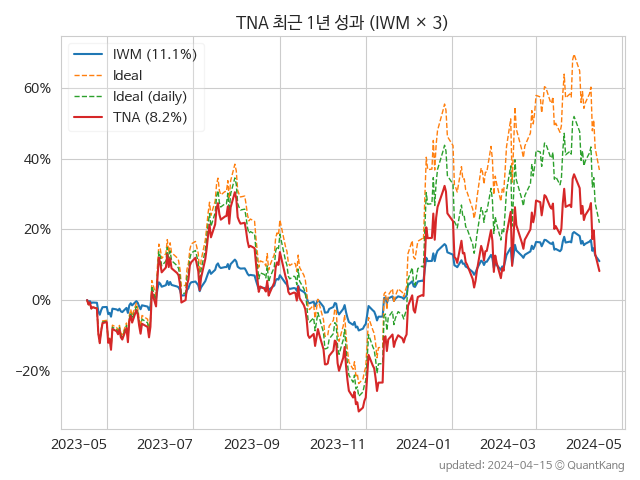 TNA 최근 1년 성과 (IWM × 3)
IWM (11.1%)
Ideal
Ideal (daily)
TNA (8.2%)
60%
40%
20%
0%
−20%
2023-05 2023-07 2023-09 2023-11 2024-01 2024-03 2024-05
updated: 2024-04-15 © QuantKang